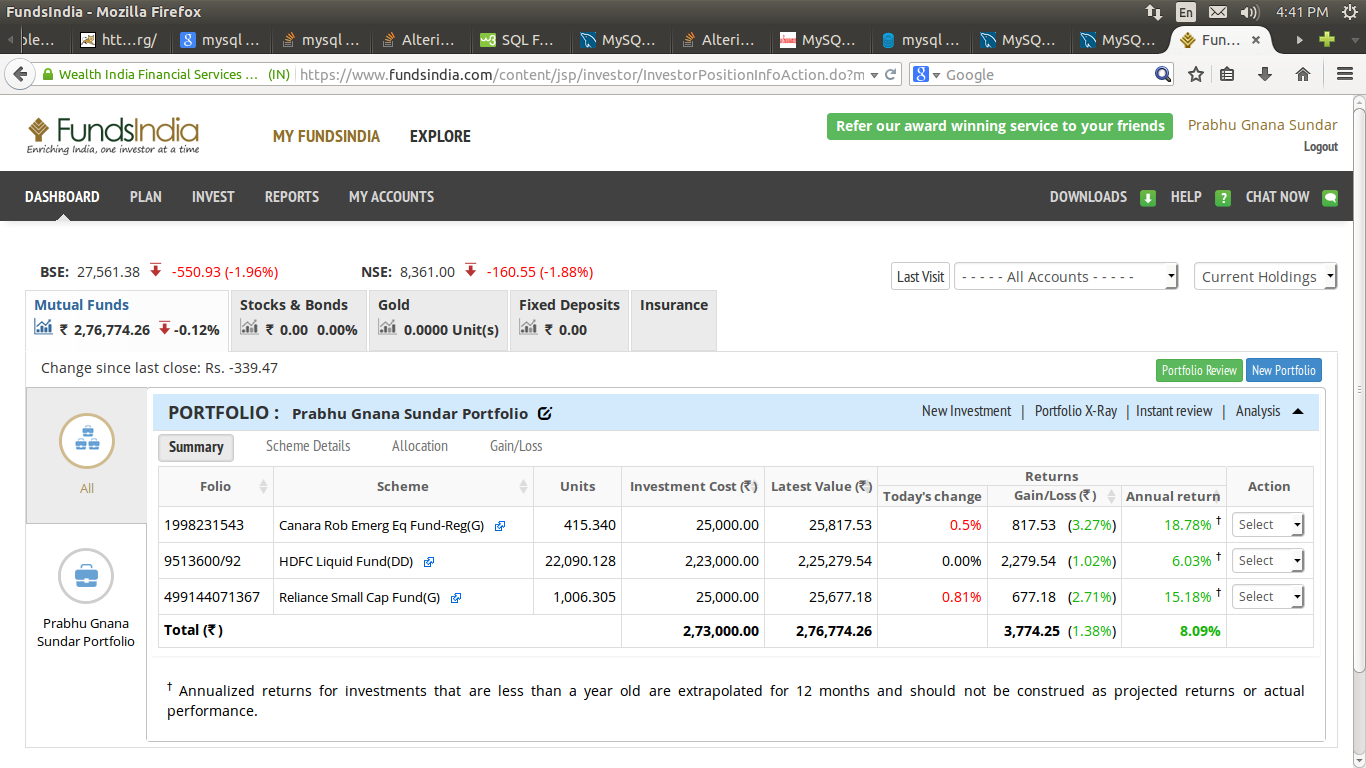 FundsIndia - Mozilla Firefox
En
4:41 PM
ple...
htt...rg/
mysql ...
mysql ...
Alteri...
SQL F...
MySQ...
Alteri...
MySQ...
mysql ...
MySQ...
MySQ...
Fun...
Wealth India Financial Services ... (IN)
https://www.fundsindia.com/content/jsp/investor/InvestorPositionInfoAction.do?m
Google
FundsIndia
Enriching India, one investor at a time
MY FUNDSINDIA
EXPLORE
Refer our award winning service to your friends
Prabhu Gnana Sundar
Logout
DASHBOARD
PLAN
INVEST
REPORTS
MY ACCOUNTS
DOWNLOADS
HELP
?
CHAT NOW
BSE: 27,561.38 -550.93 (-1.96%)
NSE: 8,361.00 -160.55 (-1.88%)
Last Visit
- - - - - All Accounts - - - - -
Current Holdings
Mutual Funds
₹ 2,76,774.26 -0.12%
Stocks & Bonds
₹ 0.00 0.00%
Gold
0.0000 Unit(s)
Fixed Deposits
₹ 0.00
Insurance
Change since last close: Rs. -339.47
Portfolio Review
New Portfolio
All
Prabhu Gnana
Sundar Portfolio
PORTFOLIO : Prabhu Gnana Sundar Portfolio
New Investment | Portfolio X-Ray | Instant review | Analysis
Summary
Scheme Details
Allocation
Gain/Loss
Folio Scheme Units Investment Cost (₹) Latest Value (₹) Returns Action
Today's change Gain/Loss (₹) Annual return
1998231543 Canara Rob Emerg Eq Fund-Reg(G) 415.340 25,000.00 25,817.53 0.5% 817.53 (3.27%) 18.78% † Select
9513600/92 HDFC Liquid Fund(DD) 22,090.128 2,23,000.00 2,25,279.54 0.00% 2,279.54 (1.02%) 6.03% † Select
499144071367 Reliance Small Cap Fund(G) 1,006.305 25,000.00 25,677.18 0.81% 677.18 (2.71%) 15.18% † Select
Total (₹) 2,73,000.00 2,76,774.26 3,774.25 (1.38%) 8.09%
† Annualized returns for investments that are less than a year old are extrapolated for 12 months and should not be construed as projected returns or actual
performance.